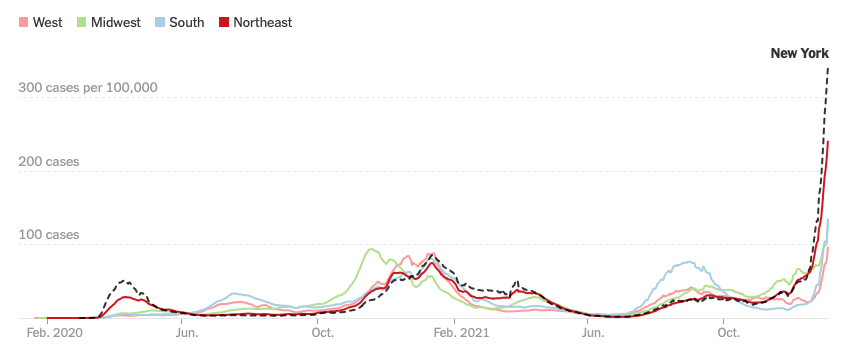 West Midwest South Northeast
New York
300 cases per 100,000
200 cases
100 cases
Feb. 2020 Jun. Oct. Feb. 2021 Jun. Oct.